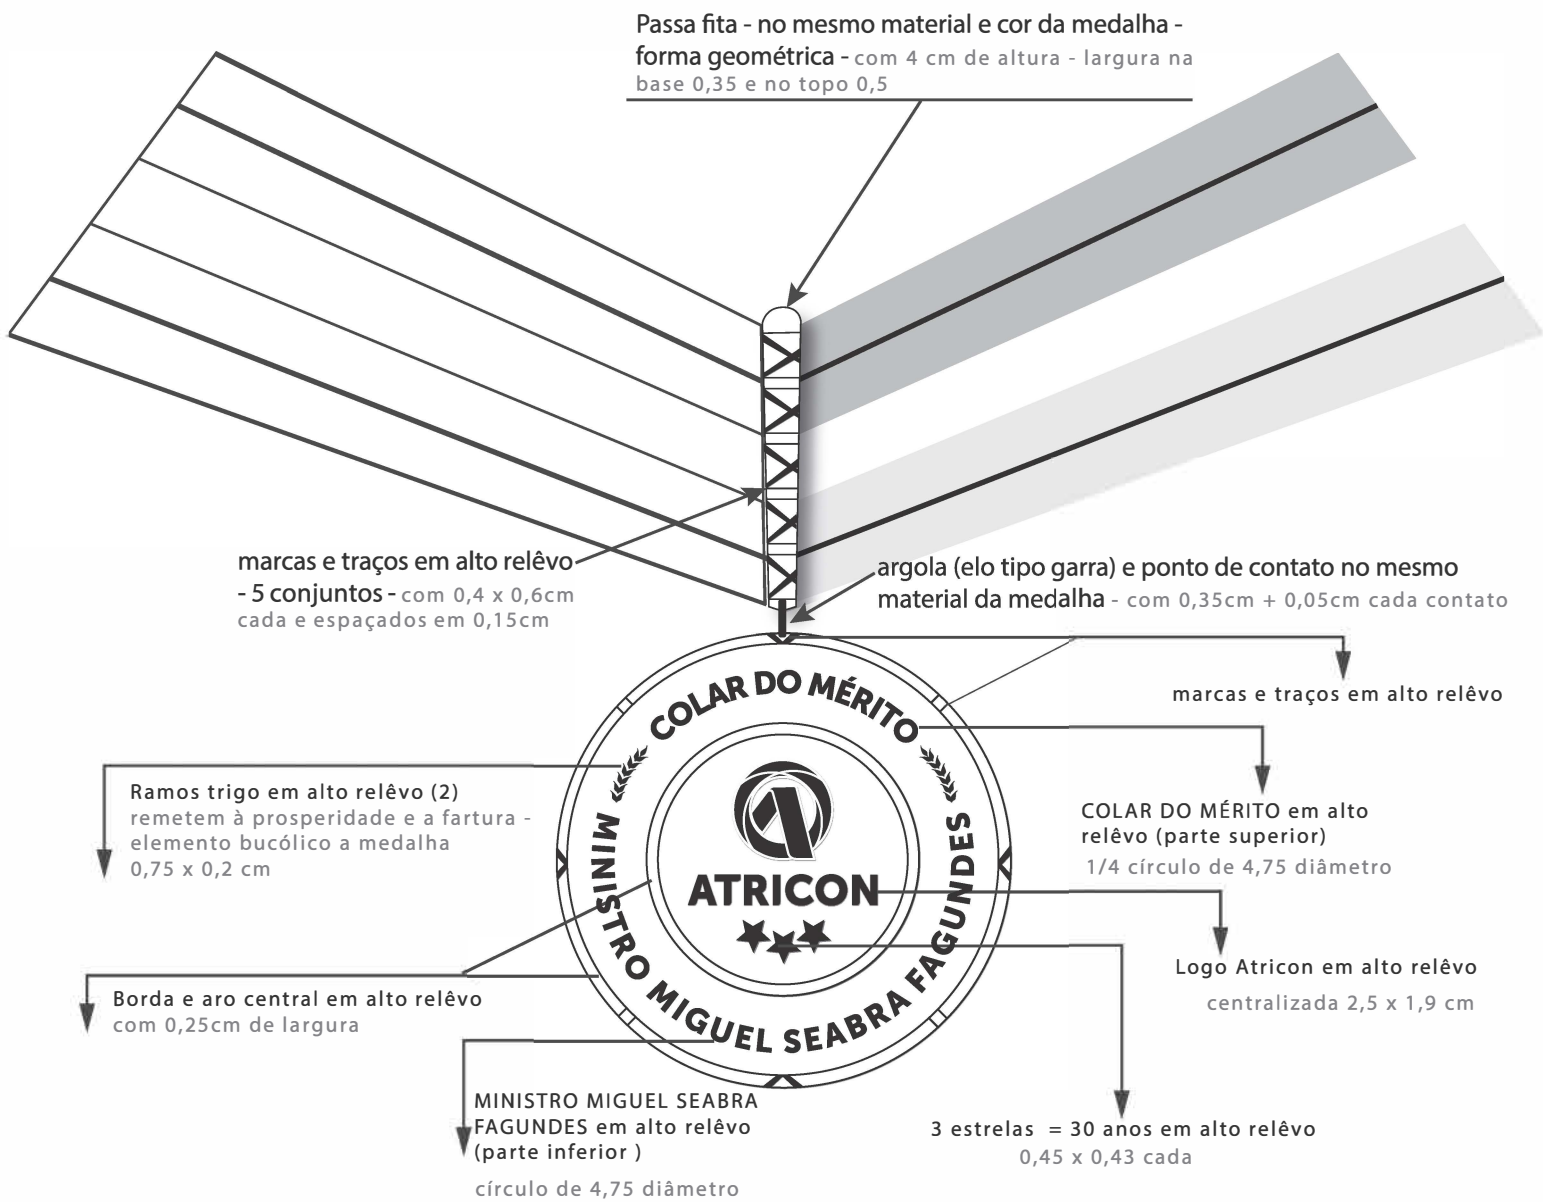 Passa fita - no mesmo material e cor da medalha -
forma geométrica - com 4 cm de altura - largura na
base 0,35 e no topo 0,5
marcas e traços em alto relêvo
- 5 conjuntos - com 0,4 x 0,6cm
cada e espaçados em 0,15cm
argola (elo tipo garra) e ponto de contato no mesmo
material da medalha - com 0,35cm + 0,05cm cada contato
marcas e traços em alto relêvo
COLAR DO MÉRITO
MINISTRO MIGUEL SEABRA FAGUNDES
ATRICON
Ramos trigo em alto relêvo (2)
remetem à prosperidade e a fartura -
elemento bucólico a medalha
0,75 x 0,2 cm
COLAR DO MÉRITO em alto
relêvo (parte superior)
1/4 círculo de 4,75 diâmetro
Logo Atricon em alto relêvo
centralizada 2,5 x 1,9 cm
Borda e aro central em alto relêvo
com 0,25cm de largura
MINISTRO MIGUEL SEABRA
FAGUNDES em alto relêvo
(parte inferior )
círculo de 4,75 diâmetro
3 estrelas = 30 anos em alto relêvo
0,45 x 0,43 cada